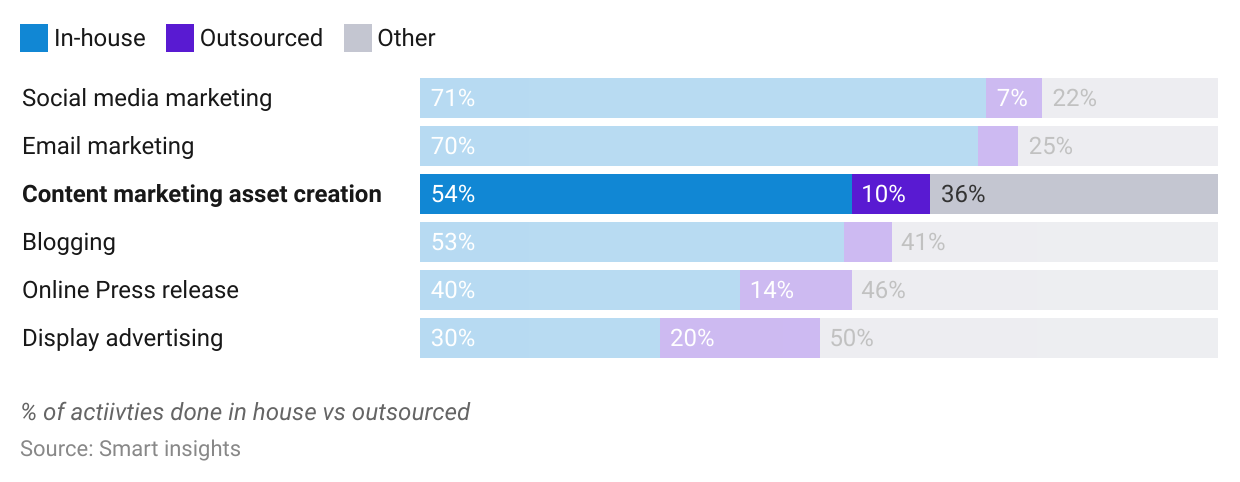 In-house Outsourced Other
Social media marketing 71% 7% 22%
Email marketing 70% 25%
Content marketing asset creation 54% 10% 36%
Blogging 53% 41%
Online Press release 40% 14% 46%
Display advertising 30% 20% 50%
% of actiivties done in house vs outsourced
Source: Smart insights